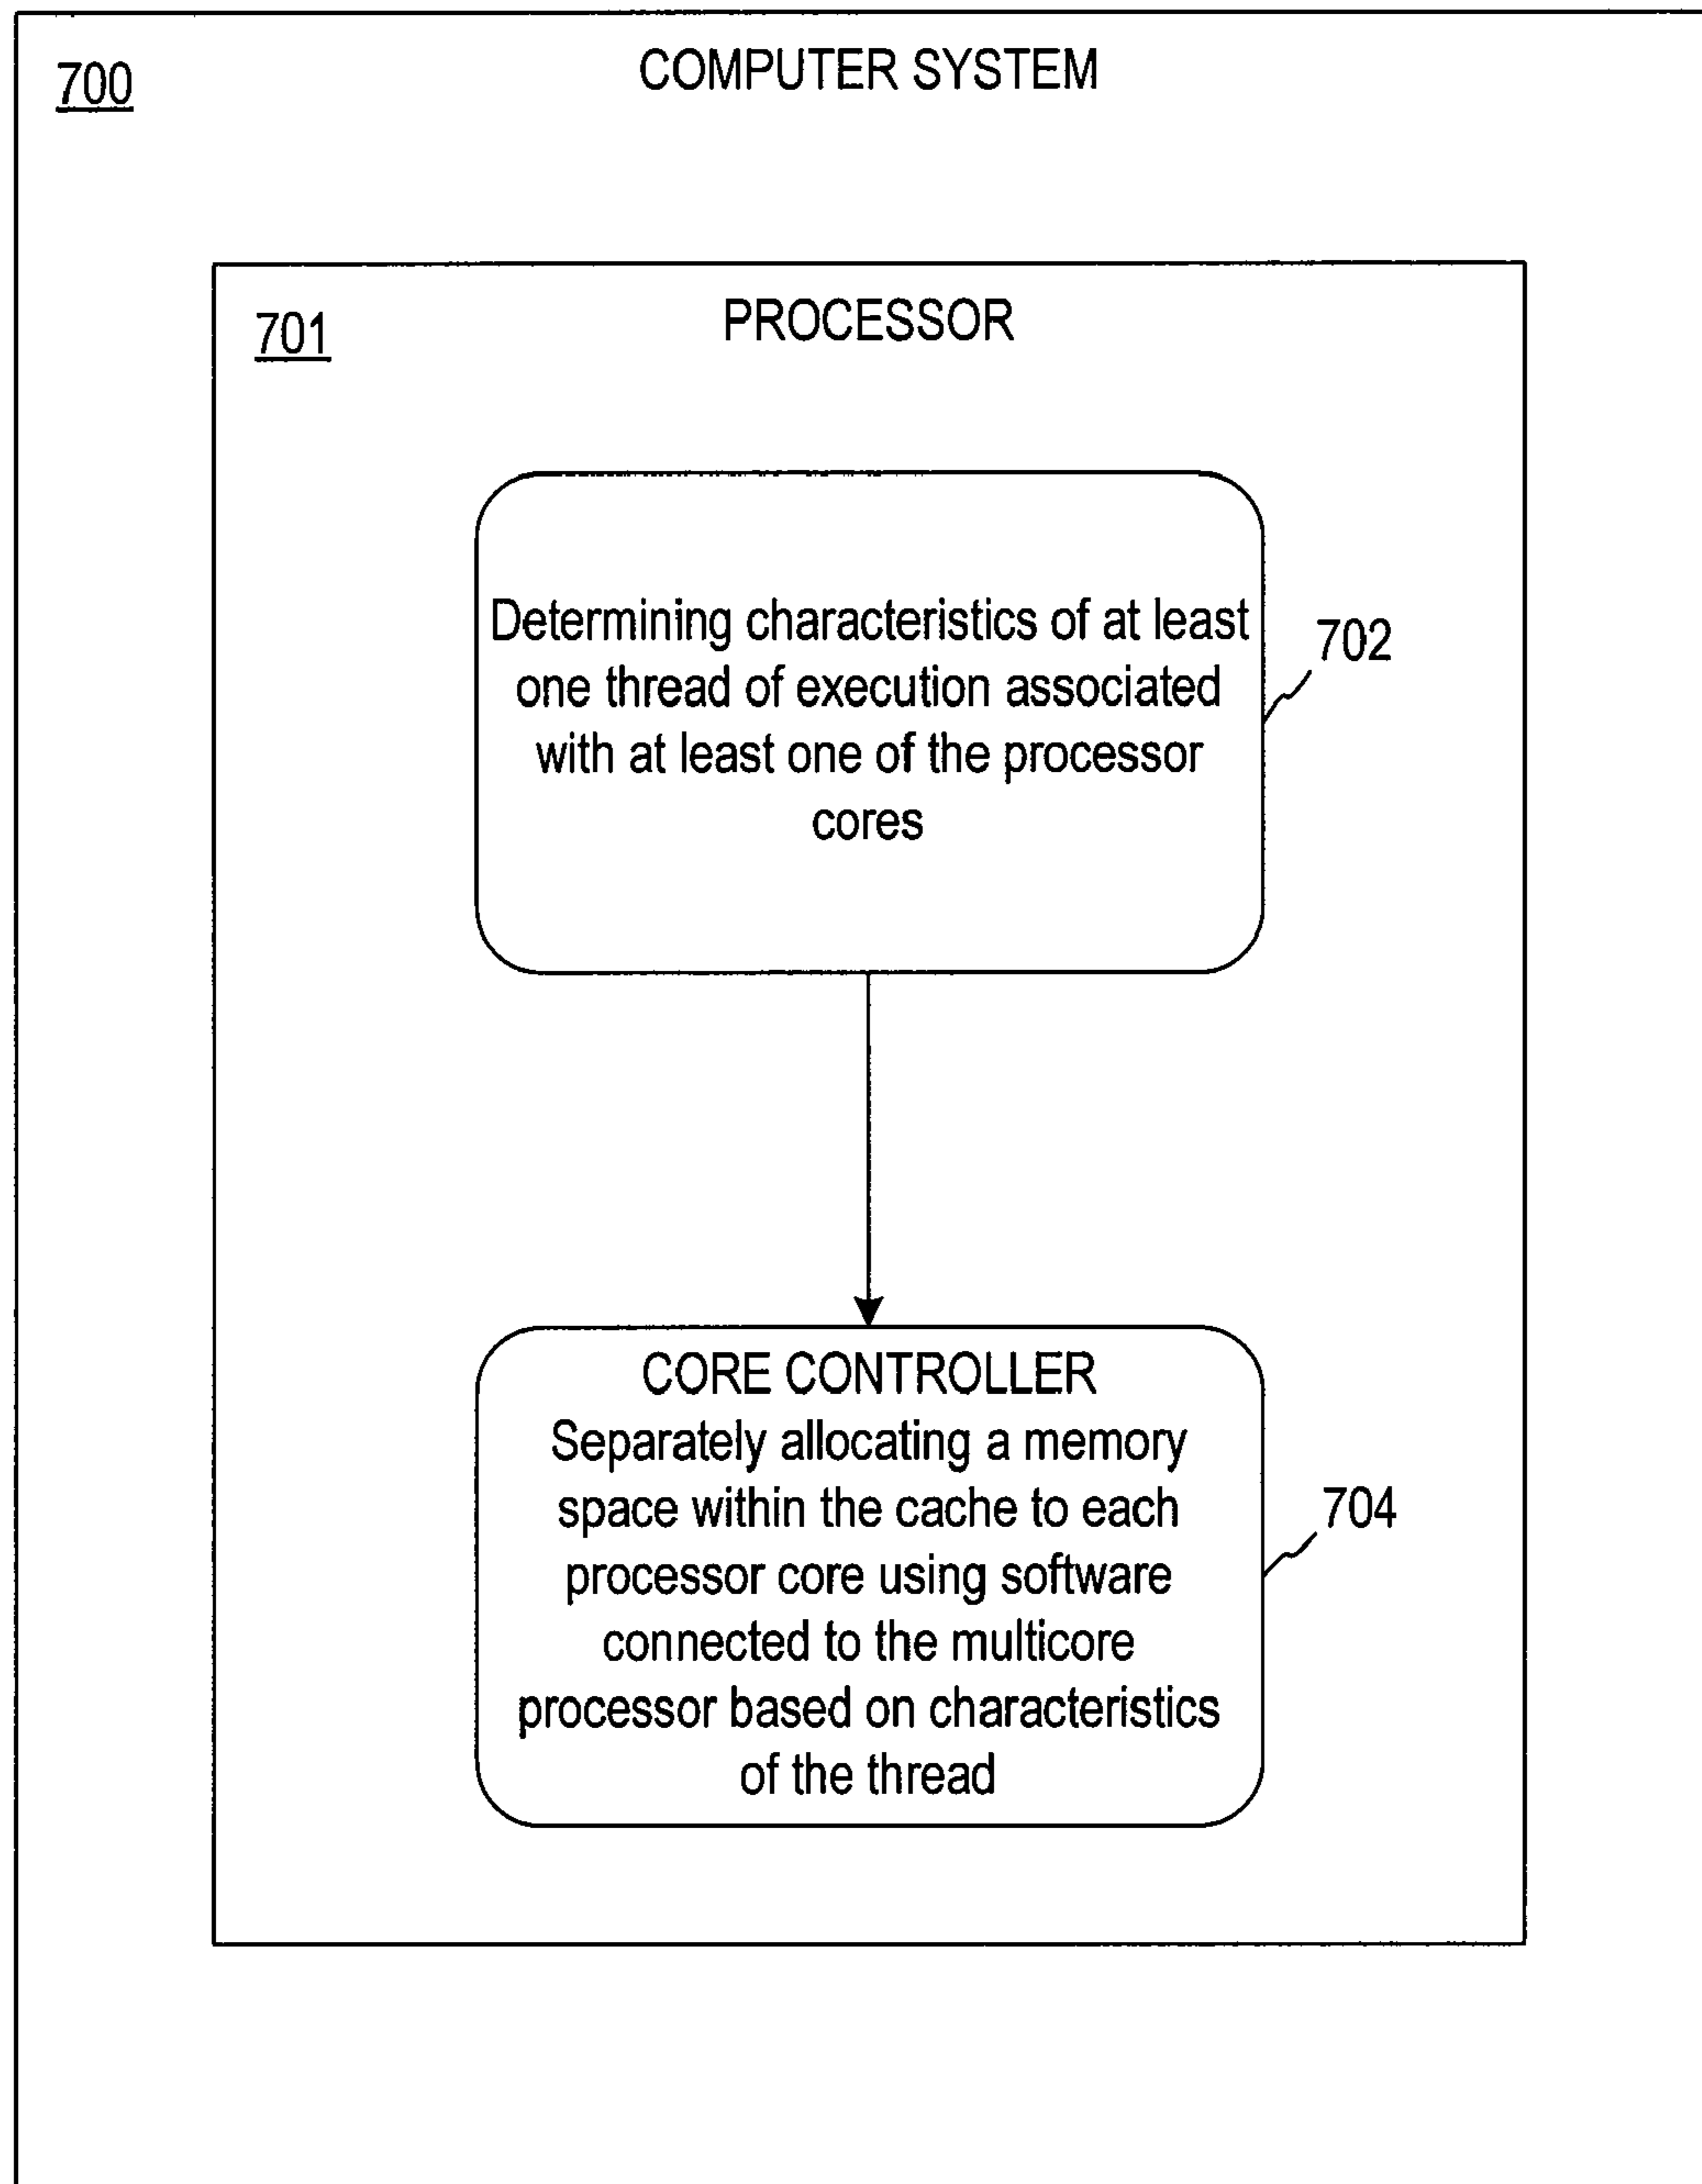 COMPUTER SYSTEM
700
PROCESSOR
701
Determining characteristics of at least
one thread of execution associated
with at least one of the processor
cores
702
CORE CONTROLLER
Separately allocating a memory
space within the cache to each
processor core using software
connected to the multicore
processor based on characteristics
of the thread
704